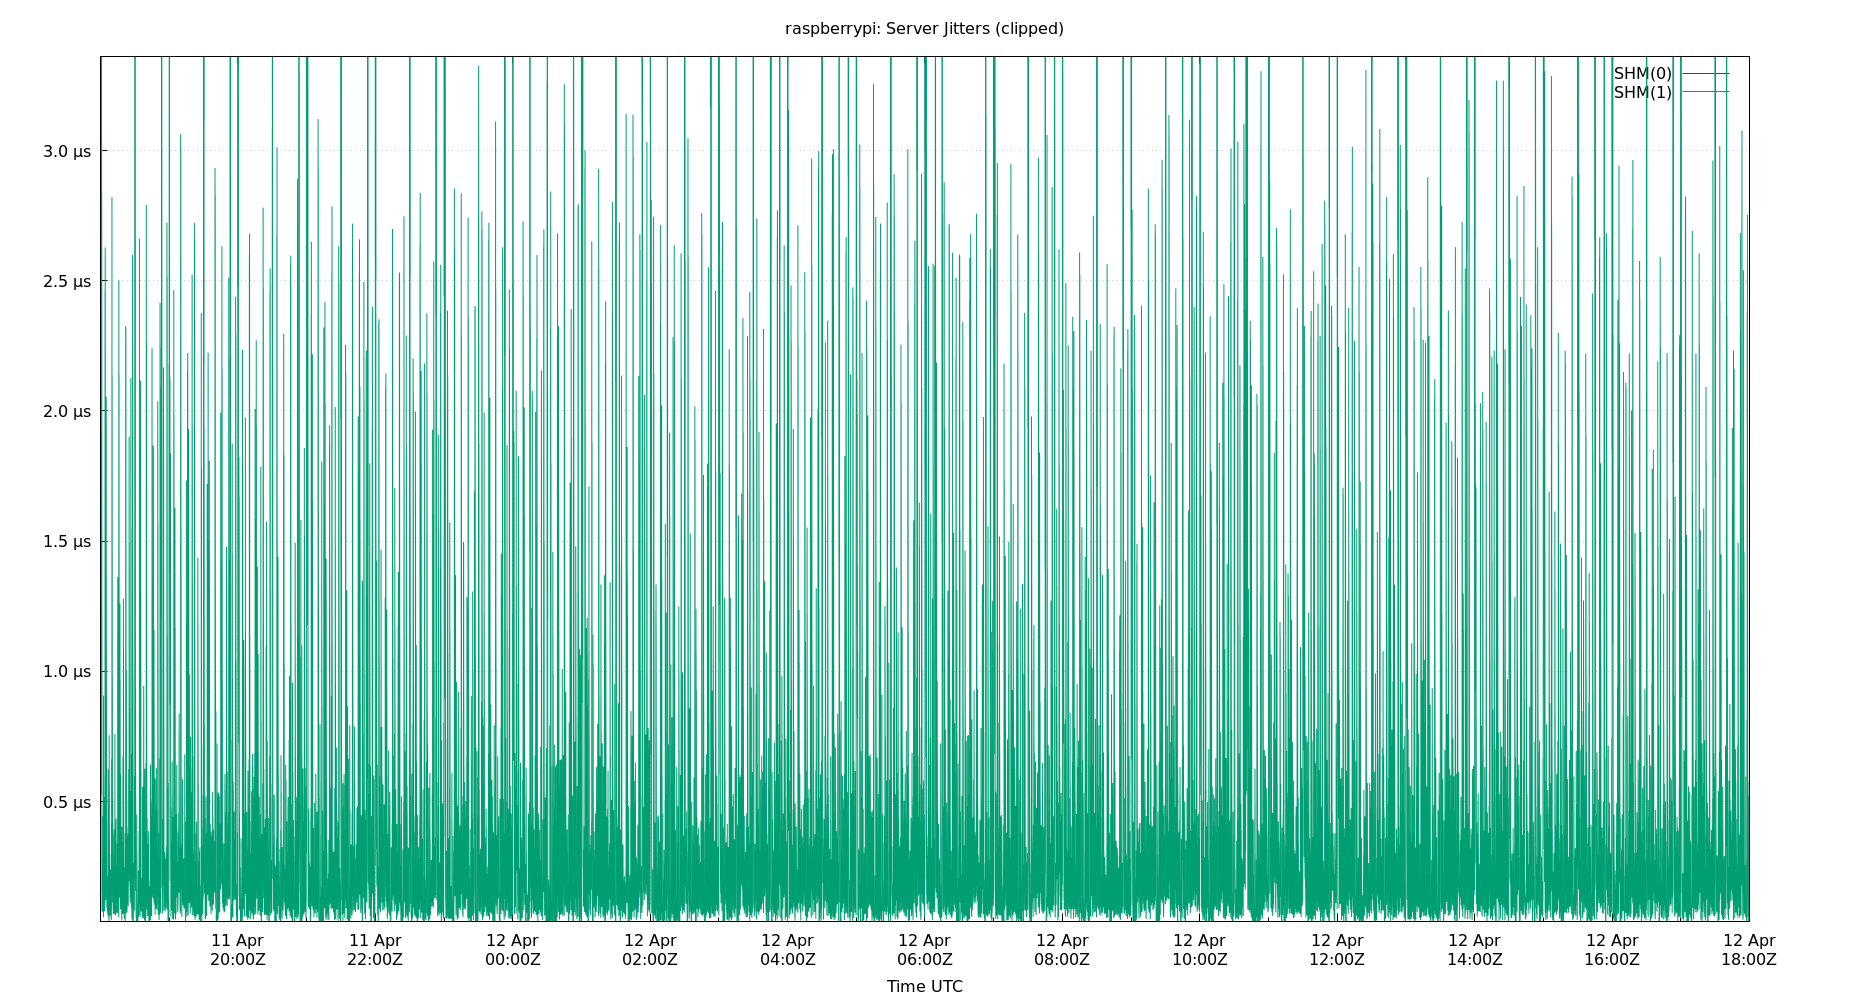 raspberrypi: Server Jitters (clipped)
SHM(0)
SHM(1)
3.0 μs
2.5 μs
2.0 μs
1.5 μs
1.0 μs
0.5 μs
11 Apr 11 Apr 12 Apr 12 Apr 12 Apr 12 Apr 12 Apr 12 Apr 12 Apr 12 Apr 12 Apr 12 Apr
20:00Z 22:00Z 00:00Z 02:00Z 04:00Z 06:00Z 08:00Z 10:00Z 12:00Z 14:00Z 16:00Z 18:00Z
Time UTC